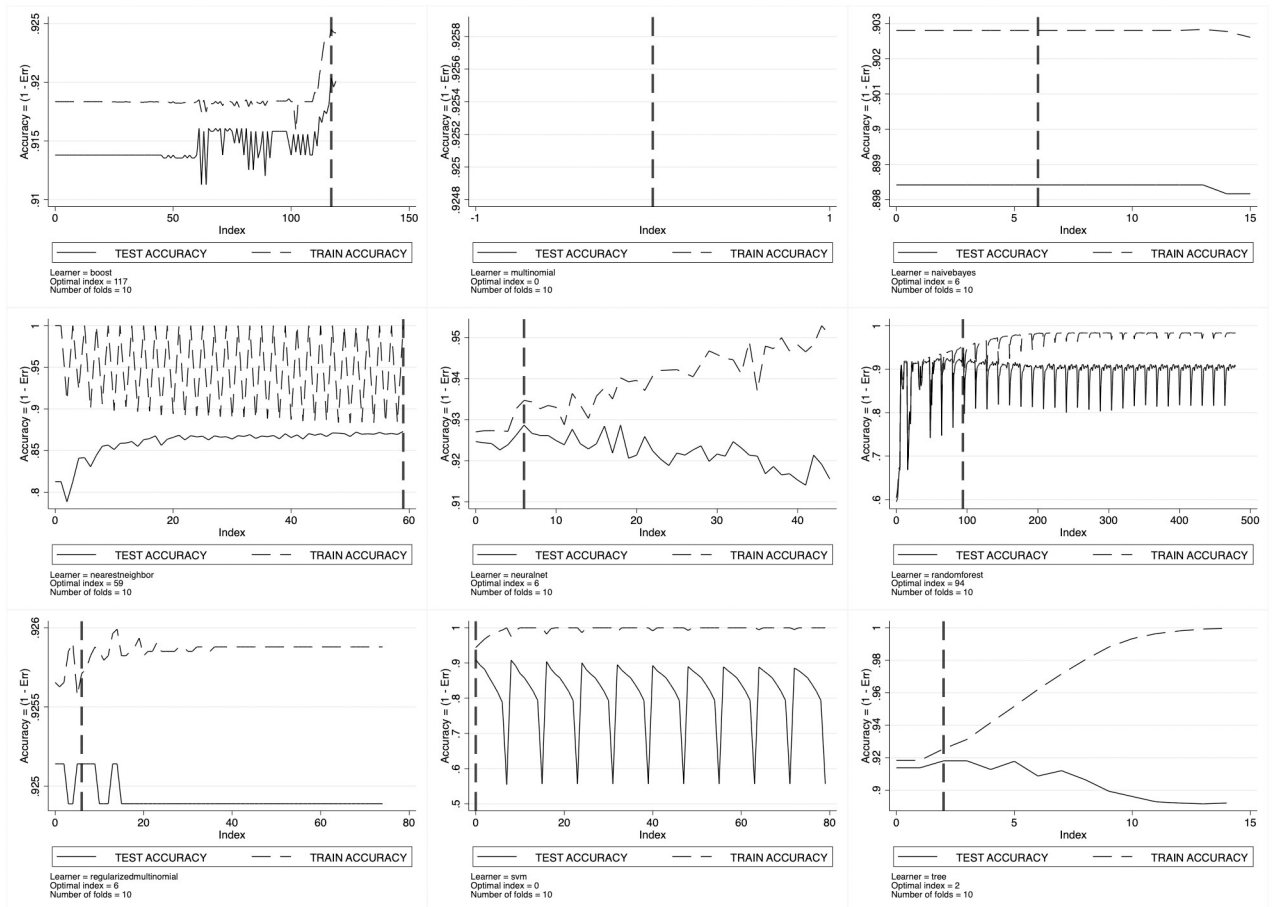 Accuracy = (1 - Err)
.925
.92
.915
.91
0 50 100 150
Index
TEST ACCURACY TRAIN ACCURACY
Learner = boost
Optimal index = 117
Number of folds = 10
Accuracy = (1 - Err)
.9258
.9256
.9254
.9252
.925
.9248
-1 1
Index
TEST ACCURACY TRAIN ACCURACY
Learner = multinomial
Optimal index = 0
Number of folds = 10
Accuracy = (1 - Err)
.903
.902
.901
.9
.899
.898
0 5 10 15
Index
TEST ACCURACY TRAIN ACCURACY
Learner = naivebayes
Optimal index = 6
Number of folds = 10
Accuracy = (1 - Err)
1
.95
.9
.85
.8
0 20 40 60
Index
TEST ACCURACY TRAIN ACCURACY
Learner = nearestneighbor
Optimal index = 59
Number of folds = 10
Accuracy = (1 - Err)
.95
.94
.93
.92
.91
0 10 20 30 40
Index
TEST ACCURACY TRAIN ACCURACY
Learner = neuralnet
Optimal index = 6
Number of folds = 10
Accuracy = (1 - Err)
1
.9
.8
.7
.6
0 100 200 300 400 500
Index
TEST ACCURACY TRAIN ACCURACY
Learner = randomforest
Optimal index = 94
Number of folds = 10
Accuracy = (1 - Err)
.926
.9255
.925
0 20 40 60 80
Index
TEST ACCURACY TRAIN ACCURACY
Learner = regularizedmultinomial
Optimal index = 6
Number of folds = 10
Accuracy = (1 - Err)
1
.9
.8
.7
.6
.5
0 20 40 60 80
Index
TEST ACCURACY TRAIN ACCURACY
Learner = svm
Optimal index = 0
Number of folds = 10
Accuracy = (1 - Err)
1
.98
.96
.94
.92
.9
0 5 10 15
Index
TEST ACCURACY TRAIN ACCURACY
Learner = tree
Optimal index = 2
Number of folds = 10